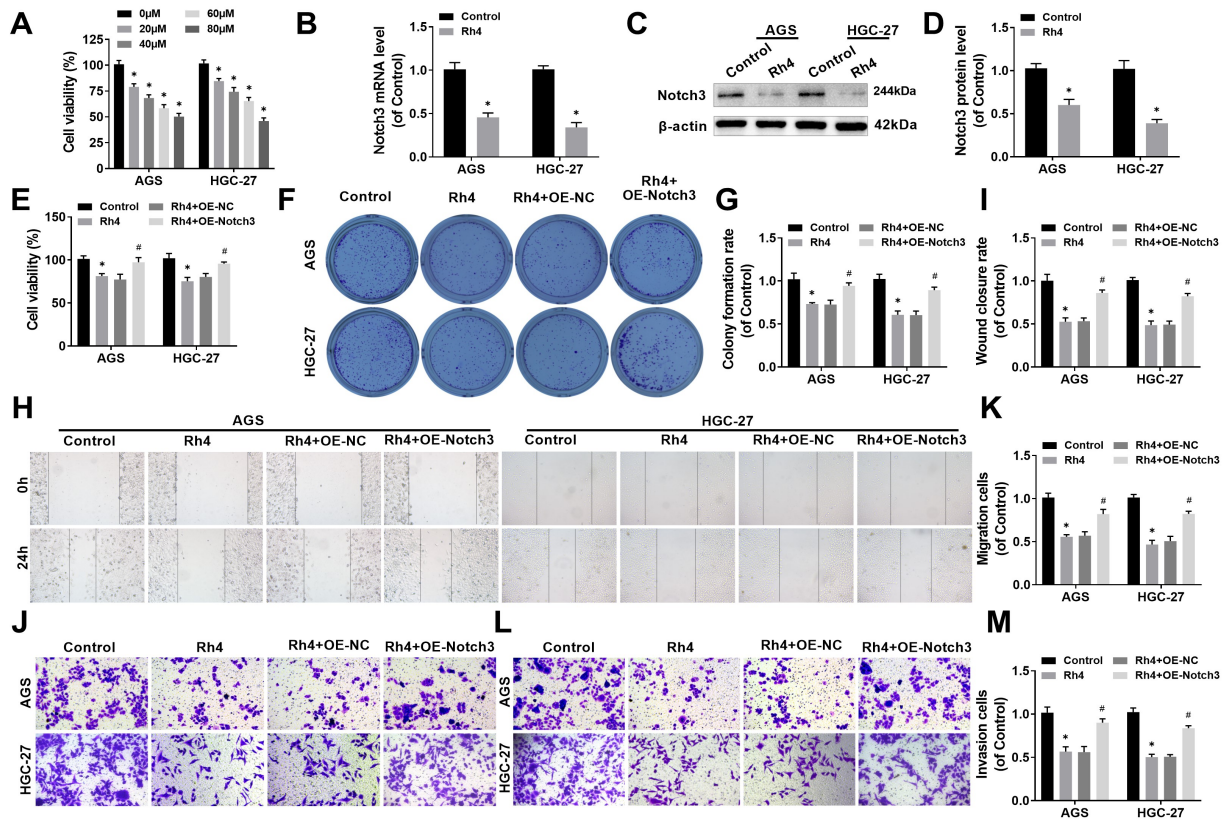 A
0μM
20μM
40μM
60μM
80μM
Cell viability (%)
125
100
75
50
25
0
AGS
HGC-27
B
Control
Rh4
Notch3 mRNA level
(of Control)
1.5
1.0
0.5
0.0
AGS
HGC-27
C
AGS
HGC-27
Control
Rh4
Control
Rh4
Notch3
244kDa
β-actin
42kDa
D
Control
Rh4
Notch3 protein level
(of Control)
1.5
1.0
0.5
0.0
AGS
HGC-27
E
Control
Rh4
Rh4+OE-NC
Rh4+OE-Notch3
Cell viability (%)
150
100
50
0
AGS
HGC-27
F
Control
Rh4
Rh4+OE-NC
Rh4+
OE-Notch3
AGS
HGC-27
G
Control
Rh4
Rh4+OE-NC
Rh4+OE-Notch3
Colony formation rate
(of Control)
1.5
1.0
0.5
0.0
AGS
HGC-27
I
Control
Rh4
Rh4+OE-NC
Rh4+OE-Notch3
Wound closure rate
(of Control)
1.5
1.0
0.5
0.0
AGS
HGC-27
H
AGS
HGC-27
Control
Rh4
Rh4+OE-NC
Rh4+OE-Notch3
Control
Rh4
Rh4+OE-NC
Rh4+OE-Notch3
0h
24h
K
Control
Rh4
Rh4+OE-NC
Rh4+OE-Notch3
Migration cells
(of Control)
1.5
1.0
0.5
0.0
AGS
HGC-27
J
Control
Rh4
Rh4+OE-NC
Rh4+OE-Notch3
AGS
HGC-27
L
Control
Rh4
Rh4+OE-NC
Rh4+OE-Notch3
AGS
HGC-27
M
Control
Rh4
Rh4+OE-NC
Rh4+OE-Notch3
Invasion cells
(of Control)
1.5
1.0
0.5
0.0
AGS
HGC-27